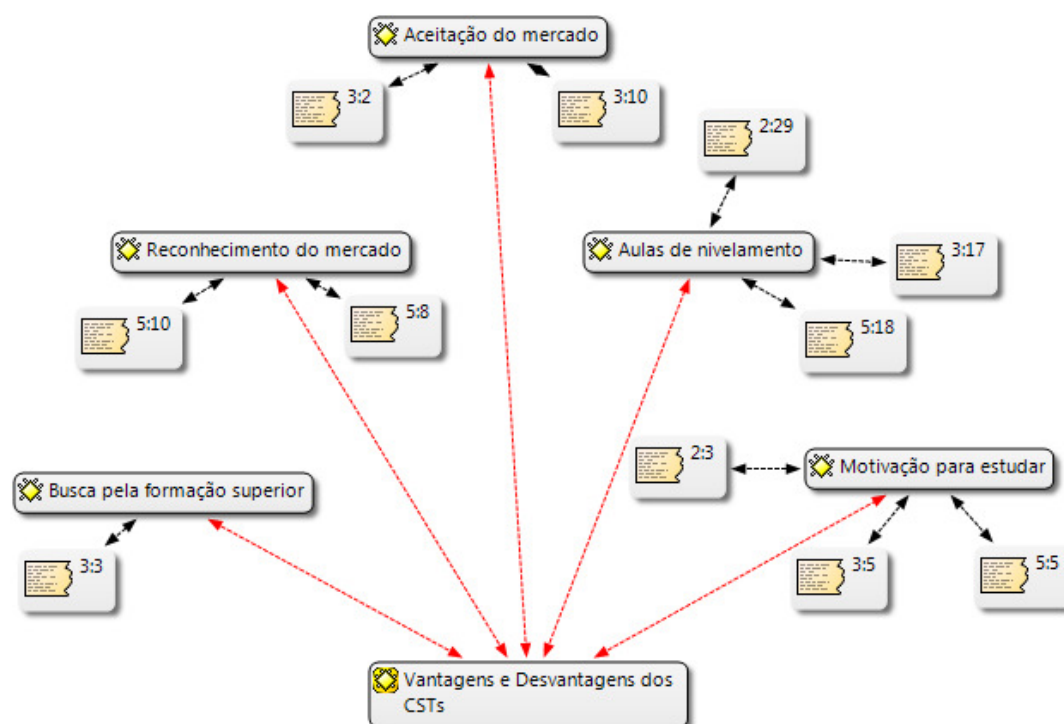 Aceitação do mercado
3:2
3:10
2:29
Reconhecimento do mercado
Aulas de nivelamento
3:17
5:10
5:8
5:18
2:3
Motivação para estudar
Busca pela formação superior
3:3
3:5
5:5
Vantagens e Desvantagens dos
CSTs